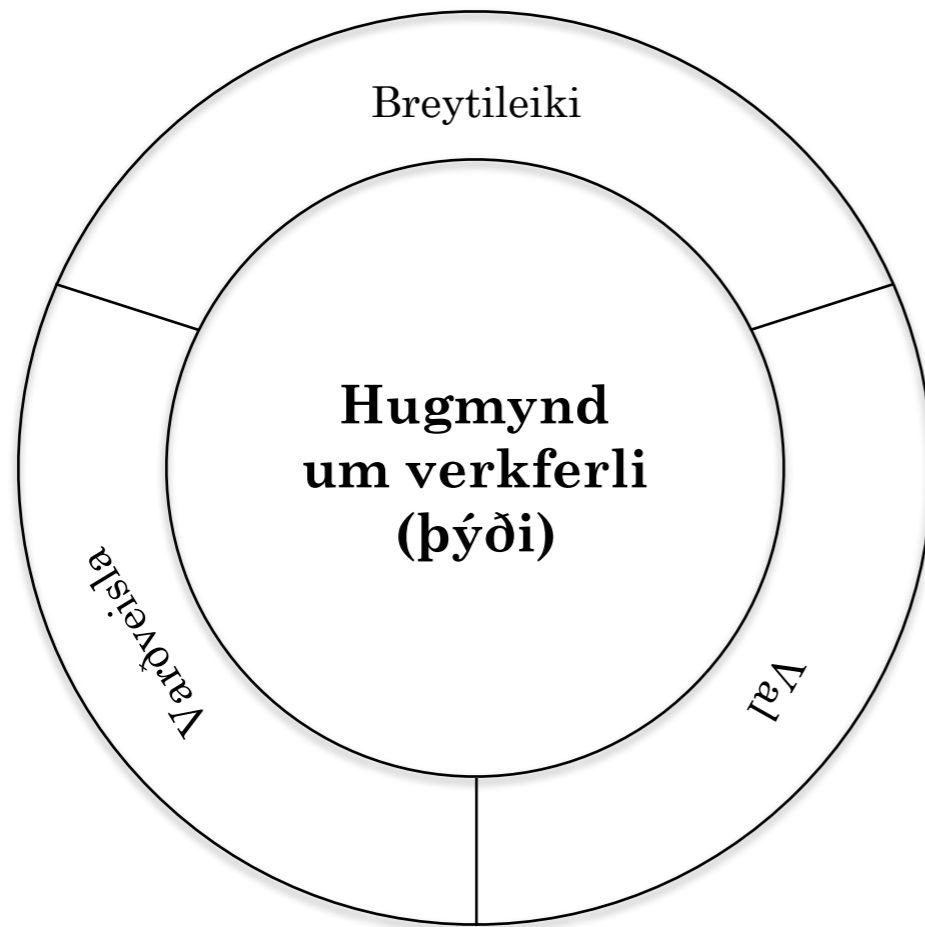 Breytileiki
Hugmynd
um verkferli
(þýði)
Varðveisla
Val